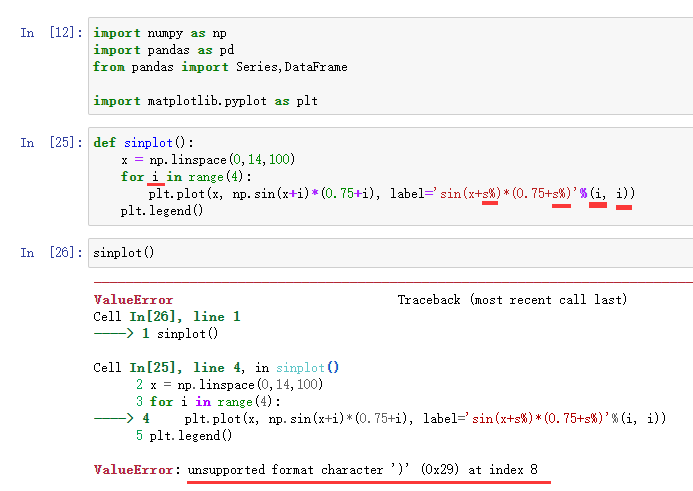 In [12]: import numpy as np
import pandas as pd
from pandas import Series,DataFrame
import matplotlib.pyplot as plt
In [25]: def sinplot():
x = np.linspace(0,14,100)
for i in range(4):
plt.plot(x, np.sin(x+i)*(0.75+i), label='sin(x+s%)*(0.75+s%)'%(i, i))
plt.legend()
In [26]: sinplot()
ValueError Traceback (most recent call last)
Cell In[26], line 1
----> 1 sinplot()
Cell In[25], line 4, in sinplot()
2 x = np.linspace(0,14,100)
3 for i in range(4):
----> 4 plt.plot(x, np.sin(x+i)*(0.75+i), label='sin(x+s%)*(0.75+s%)'%(i, i))
5 plt.legend()
ValueError: unsupported format character ')' (0x29) at index 8